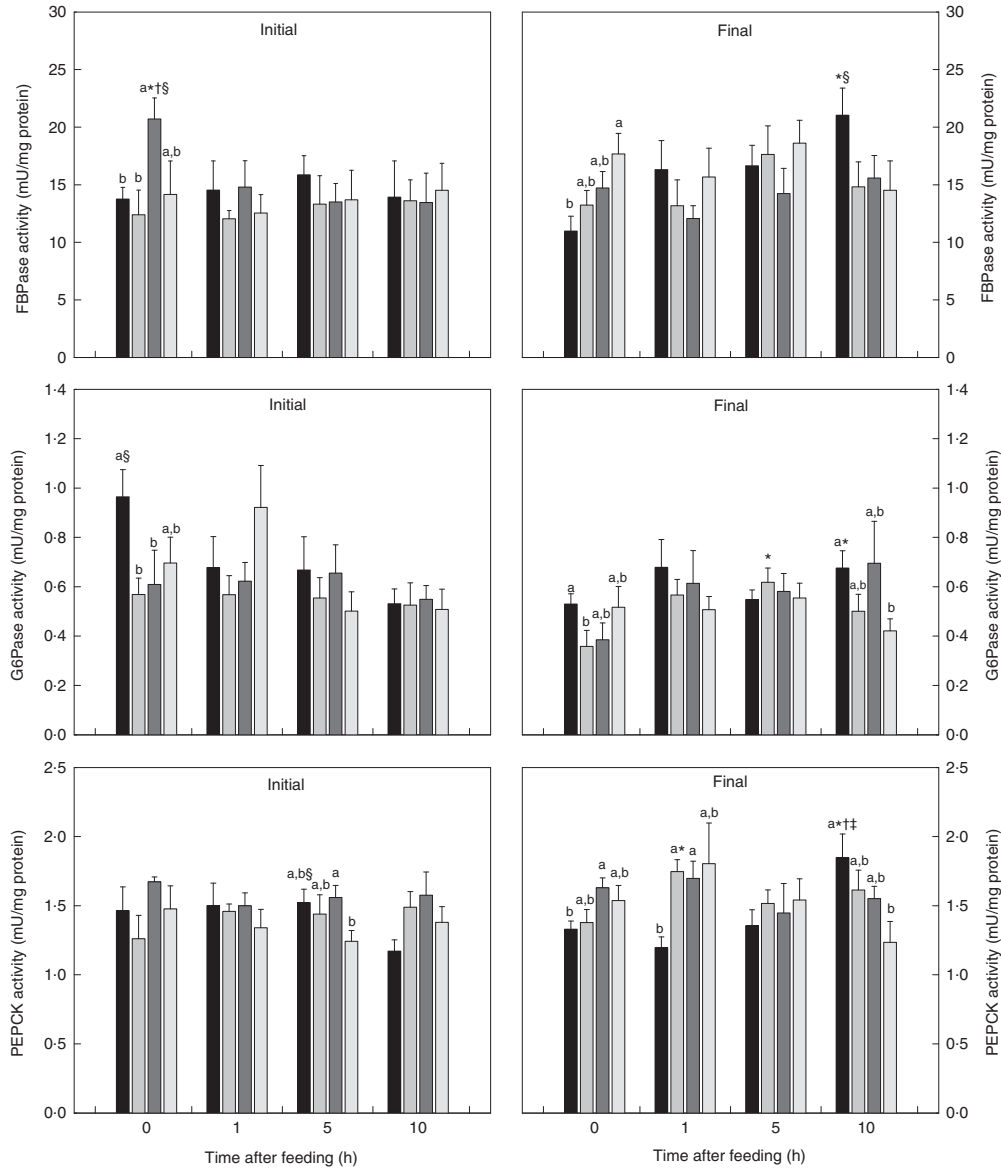 Initial
30
25
20
15
10
5
0
FBPase activity (mU/mg protein)
b
b
a*†§
a,b
Final
30
25
20
15
10
5
0
FBPase activity (mU/mg protein)
b
a,b
a,b
a
*§
Initial
1·4
1·2
1·0
0·8
0·6
0·4
0·2
0·0
G6Pase activity (mU/mg protein)
a§
b
b
a,b
Final
1·4
1·2
1·0
0·8
0·6
0·4
0·2
0·0
G6Pase activity (mU/mg protein)
a
b
a,b
a,b
*
a*
a,b
a,b
b
Initial
2·5
2·0
1·5
1·0
0·5
0·0
PEPCK activity (mU/mg protein)
a,b§
a,b
a
b
0 1 5 10
Time after feeding (h)
Final
2·5
2·0
1·5
1·0
0·5
0·0
PEPCK activity (mU/mg protein)
b
a,b
a
a,b
b
a*
a
a,b
a*†‡
a,b
a,b
b
0 1 5 10
Time after feeding (h)